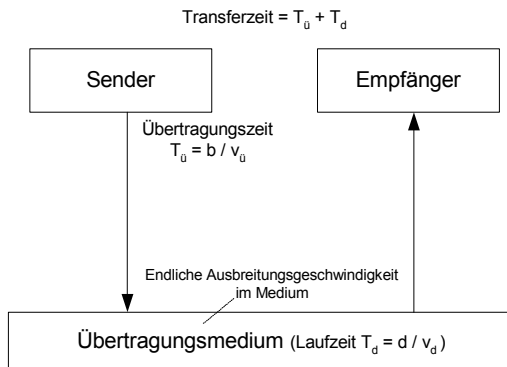 Transferzeit = Tü + Td
Sender
Empfänger
Übertragungszeit
Tü = b / vü
Endliche Ausbreitungsgeschwindigkeit
im Medium
Übertragungsmedium (Laufzeit Td = d / vd)